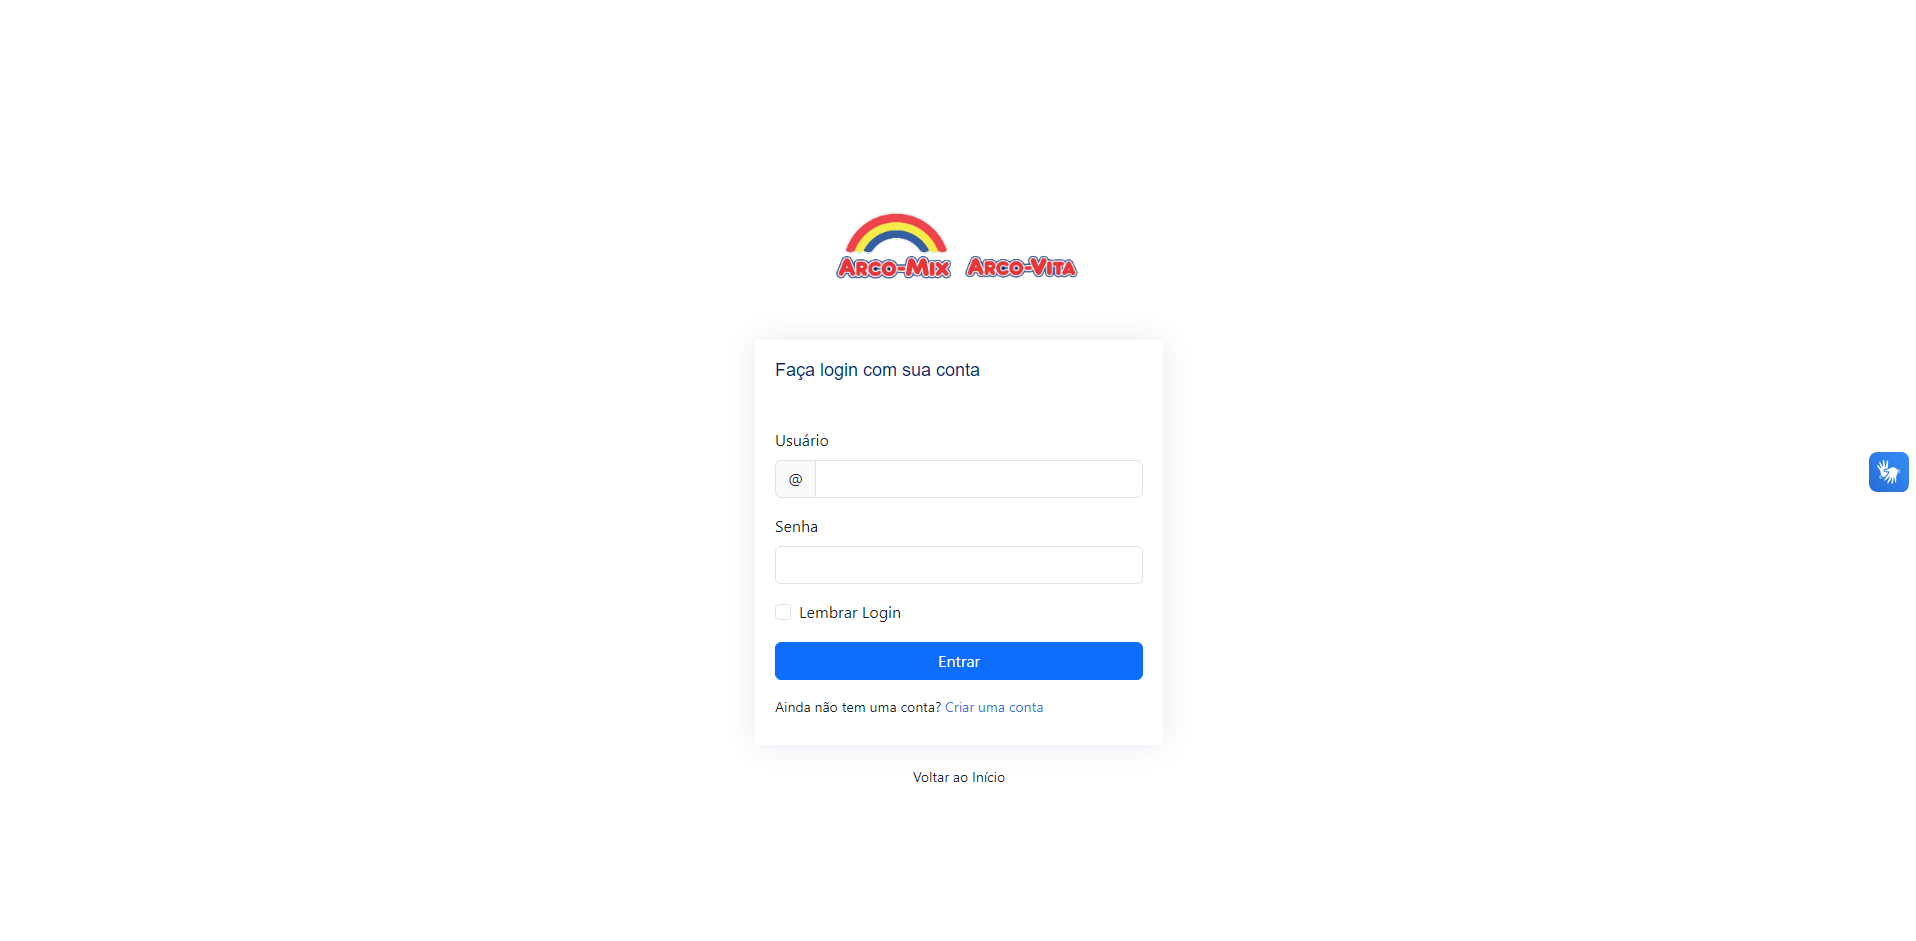 ARCO-MIX ARCO-VITA
Faça login com sua conta
Usuário
@
Senha
Lembrar Login
Entrar
Ainda não tem uma conta? Criar uma conta
Voltar ao Início